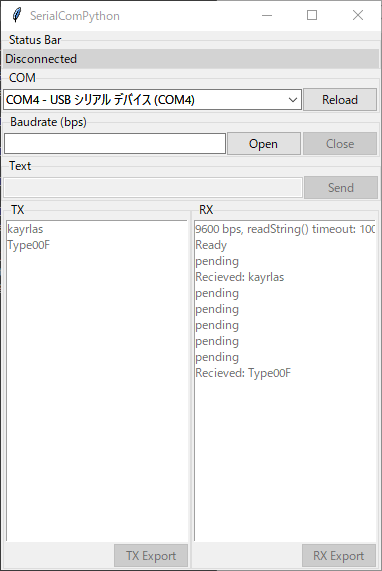 SerialComPython
Status Bar
Disconnected
COM
COM4 - USB シリアル デバイス (COM4)
Reload
Baudrate (bps)
Open
Close
Text
Send
TX
kayrlas
Type00F
TX Export
RX
9600 bps, readString() timeout: 100
Ready
pending
Recieved: kayrlas
pending
pending
pending
pending
pending
Recieved: Type00F
RX Export